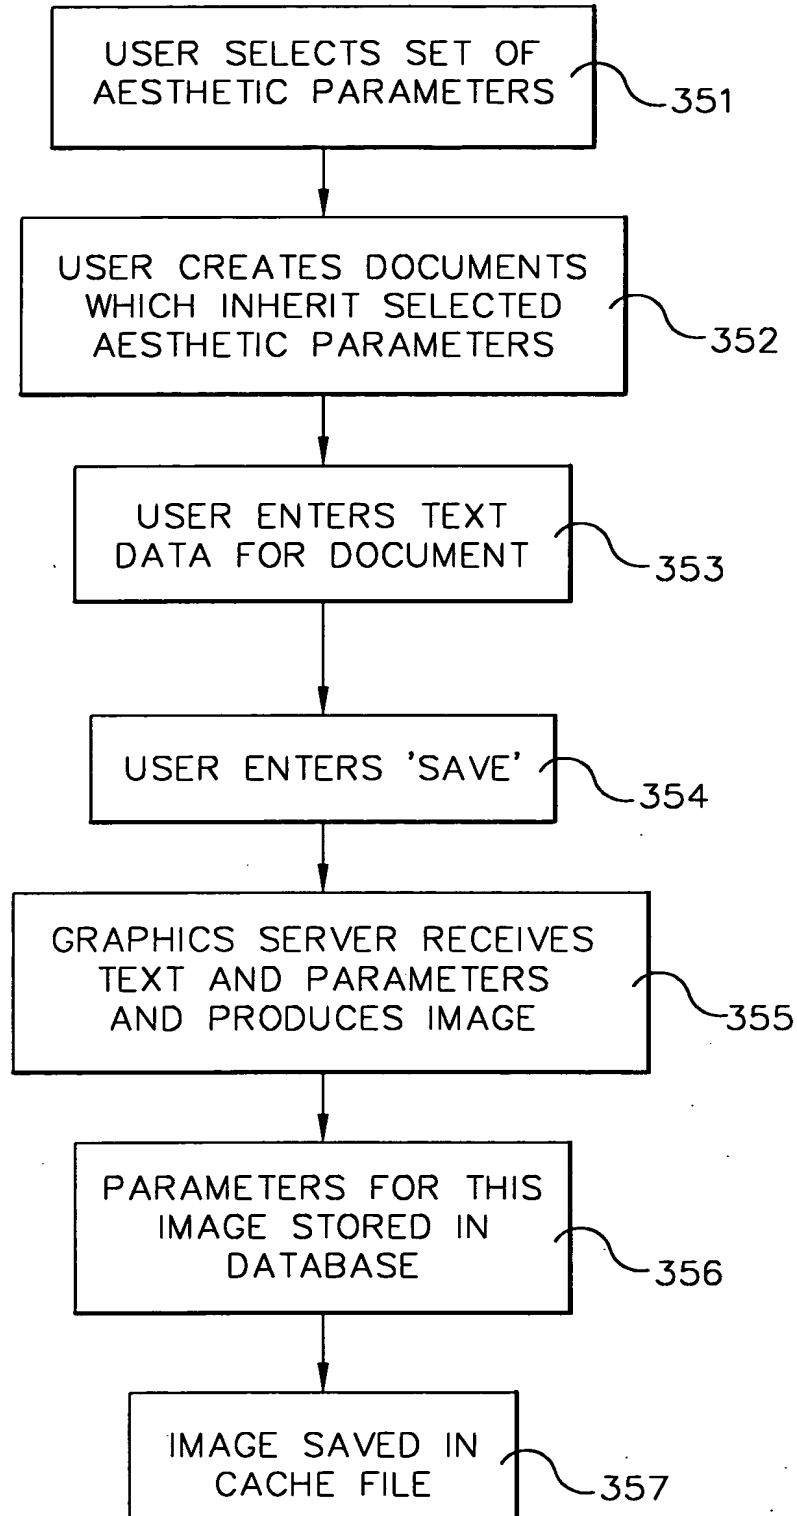 USER SELECTS SET OF
AESTHETIC PARAMETERS
351
USER CREATES DOCUMENTS
WHICH INHERIT SELECTED
AESTHETIC PARAMETERS
352
USER ENTERS TEXT
DATA FOR DOCUMENT
353
USER ENTERS 'SAVE'
354
GRAPHICS SERVER RECEIVES
TEXT AND PARAMETERS
AND PRODUCES IMAGE
355
PARAMETERS FOR THIS
IMAGE STORED IN
DATABASE
356
IMAGE SAVED IN
CACHE FILE
357